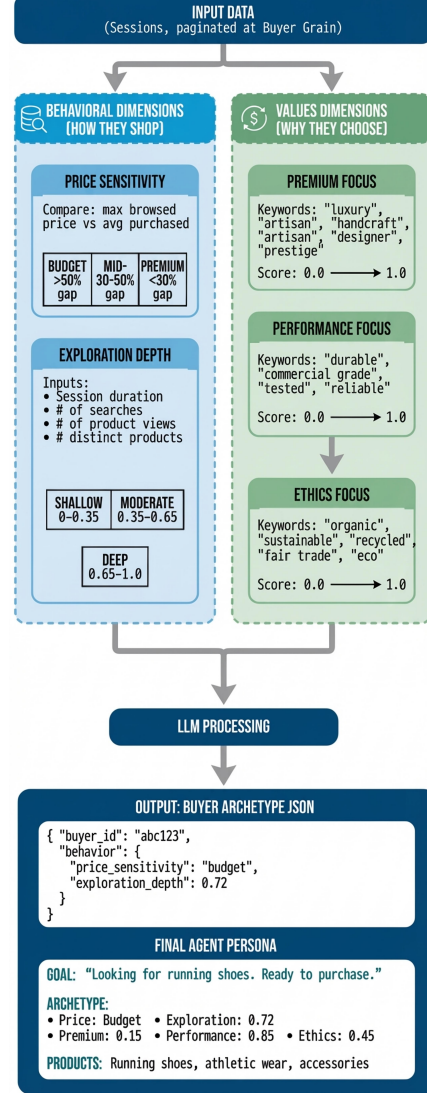 INPUT DATA
(Sessions, paginated at Buyer Grain)
BEHAVIORAL DIMENSIONS
(HOW THEY SHOP)
PRICE SENSITIVITY
Compare: max browsed
price vs avg purchased
BUDGET
>50%
gap
MID-
30-50%
gap
PREMIUM
<30%
gap
EXPLORATION DEPTH
Inputs:
• Session duration
• # of searches
• # of product views
• # distinct products
SHALLOW
0-0.35
MODERATE
0.35-0.65
DEEP
0.65-1.0
VALUES DIMENSIONS
(WHY THEY CHOOSE)
PREMIUM FOCUS
Keywords: "luxury",
"artisan", "handcraft",
"artisan", "designer",
"prestige"
Score: 0.0 → 1.0
PERFORMANCE FOCUS
Keywords: "durable",
"commercial grade",
"tested", "reliable"
Score: 0.0 → 1.0
ETHICS FOCUS
Keywords: "organic",
"sustainable", "recycled",
"fair trade", "eco"
Score: 0.0 → 1.0
LLM PROCESSING
OUTPUT: BUYER ARCHETYPE JSON
{ "buyer_id": "abc123",
"behavior": {
"price_sensitivity": "budget",
"exploration_depth": 0.72
}
}
FINAL AGENT PERSONA
GOAL: “Looking for running shoes. Ready to purchase.”
ARCHETYPE:
• Price: Budget • Exploration: 0.72
• Premium: 0.15 • Performance: 0.85 • Ethics: 0.45
PRODUCTS: Running shoes, athletic wear, accessories